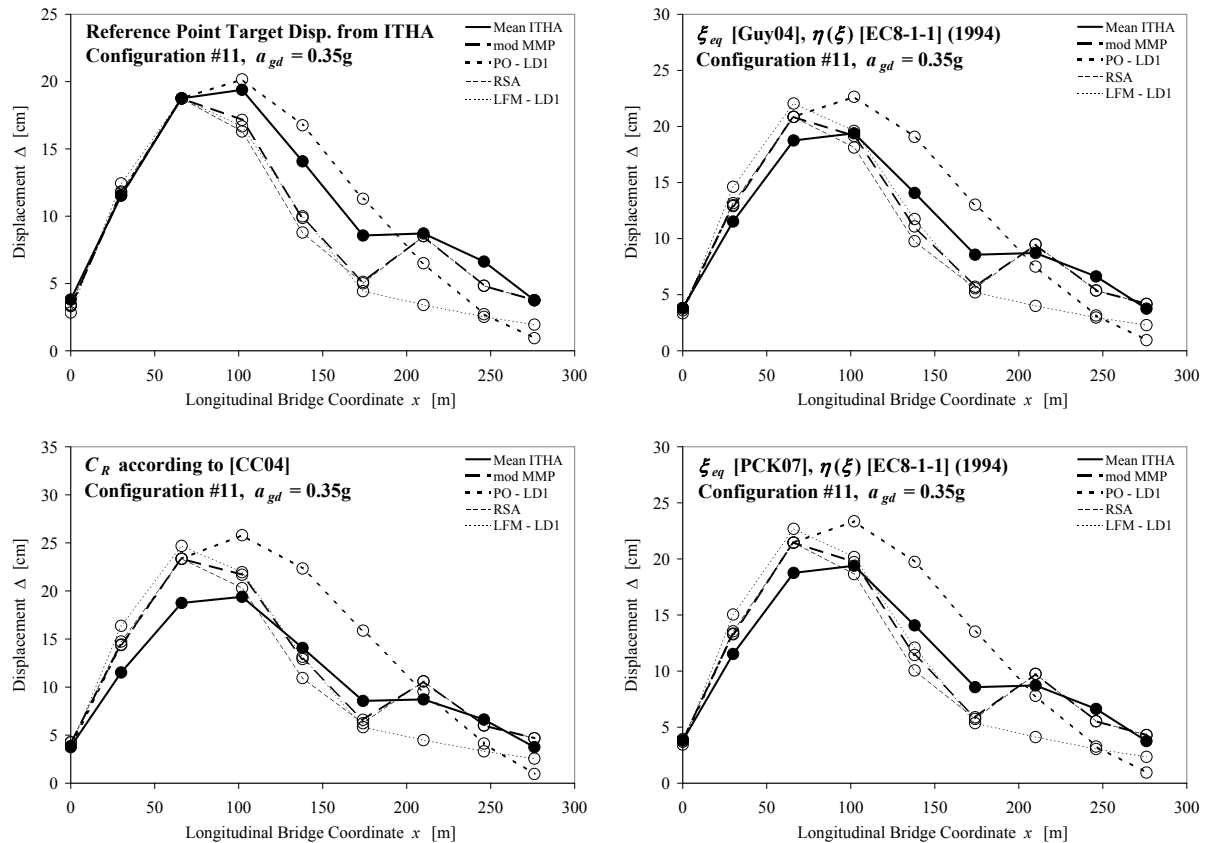 Reference Point Target Disp. from ITHA
Configuration #11, a gd = 0.35g
Mean ITHA
mod MMP
PO - LD1
RSA
LFM - LD1
30
25
20
15
10
5
0
Displacement Δ [cm]
0 50 100 150 200 250 300
Longitudinal Bridge Coordinate x [m]
ξ eq [Guy04], η(ξ) [EC8-1-1] (1994)
Configuration #11, a gd = 0.35g
Mean ITHA
mod MMP
PO - LD1
RSA
LFM - LD1
30
25
20
15
10
5
0
Displacement Δ [cm]
0 50 100 150 200 250 300
Longitudinal Bridge Coordinate x [m]
C R according to [CC04]
Configuration #11, a gd = 0.35g
Mean ITHA
mod MMP
PO - LD1
RSA
LFM - LD1
35
30
25
20
15
10
5
0
Displacement Δ [cm]
0 50 100 150 200 250 300
Longitudinal Bridge Coordinate x [m]
ξ eq [PCK07], η(ξ) [EC8-1-1] (1994)
Configuration #11, a gd = 0.35g
Mean ITHA
mod MMP
PO - LD1
RSA
LFM - LD1
30
25
20
15
10
5
0
Displacement Δ [cm]
0 50 100 150 200 250 300
Longitudinal Bridge Coordinate x [m]